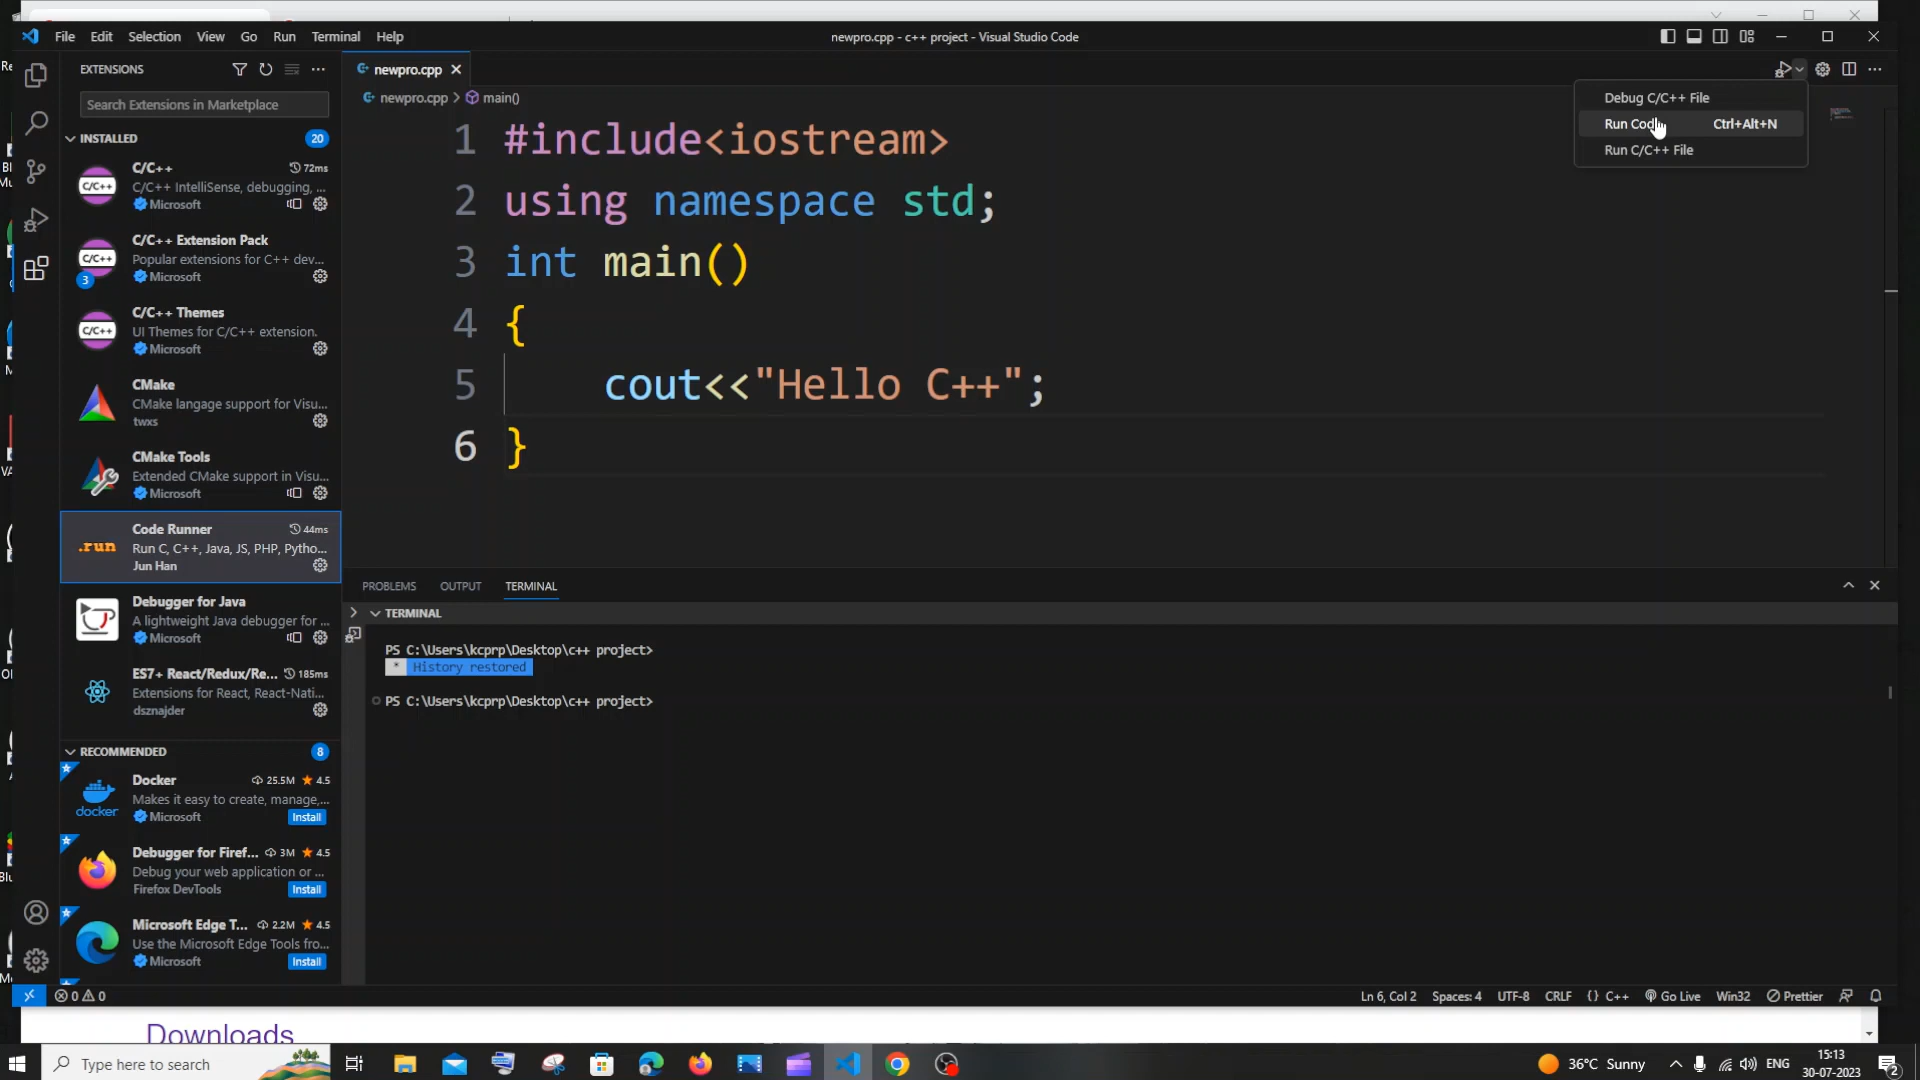 File Edit Selection View Go Run Terminal Help
newpro.cpp - c++ project - Visual Studio Code
EXTENSIONS
newpro.cpp
Search Extensions in Marketplace
newpro.cpp > main()
Debug C/C++ File
Run Code Ctrl+Alt+N
Run C/C++ File
INSTALLED 20
C/C++ 72ms
C/C++ IntelliSense, debugging, ...
Microsoft
C/C++ Extension Pack
Popular extensions for C++ dev...
3 Microsoft
C/C++ Themes
UI Themes for C/C++ extension.
Microsoft
CMake
CMake langage support for Visu...
twxs
CMake Tools
Extended CMake support in Visu...
Microsoft
Code Runner 44ms
.run Run C, C++, Java, JS, PHP, Pytho...
Jun Han
Debugger for Java
A lightweight Java debugger for ...
Microsoft
ES7+ React/Redux/Re... 185ms
Extensions for React, React-Nati...
dsznajder
RECOMMENDED 8
Docker 25.5M 4.5
Makes it easy to create, manage,...
docker Microsoft Install
Debugger for Firef... 3M 4.5
Debug your web application or ...
Firefox DevTools Install
Microsoft Edge T... 2.2M 4.5
Use the Microsoft Edge Tools fro...
Microsoft Install
1 #include<iostream>
2 using namespace std;
3 int main()
4 {
5 cout<<"Hello C++";
6 }
PROBLEMS OUTPUT TERMINAL
TERMINAL
PS C:\Users\kcprp\Desktop\c++ project>
* History restored
PS C:\Users\kcprp\Desktop\c++ project>
0 0
Ln 6, Col 2 Spaces: 4 UTF-8 CRLF {} C++ Go Live Win32 Prettier
Downloads
Type here to search
36°C Sunny
ENG
15:13
30-07-2023
2